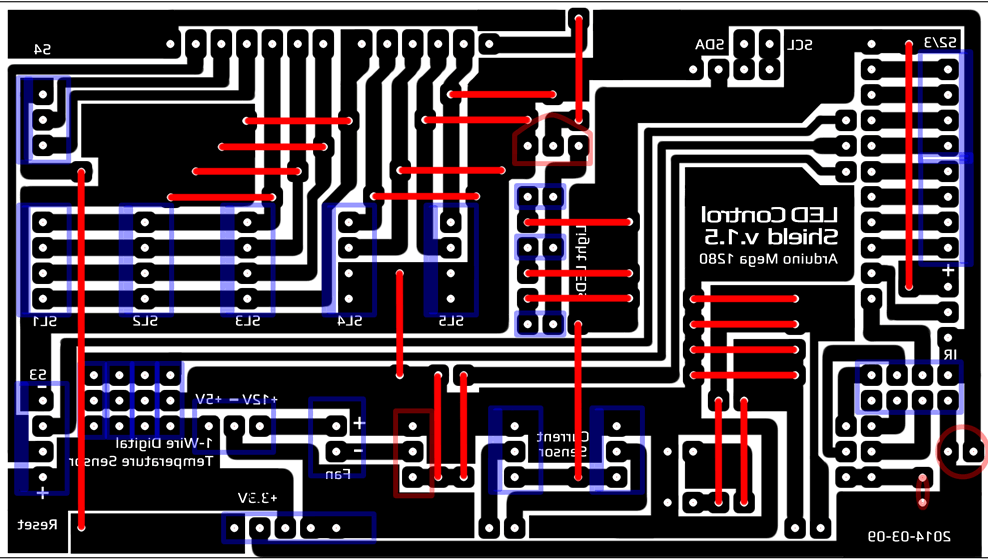 S4
SDA
SCL
S2/3
LED Control
Shield v.1.5
Arduino Mega 1280
Light LEDs
+
SL1
SL2
SL3
SL4
SL5
IR
S3
-
+12V - +5V
1-Wire Digital
Temperature Sensor
+
-
Fan
Current
Sensor
+
+3.3V
Reset
2014-03-09